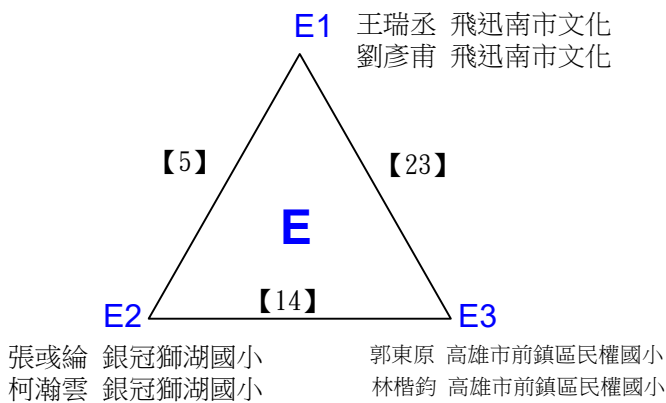 E1
王瑞丞 飛迅南市文化
劉彥甫 飛迅南市文化
【5】
【23】
E
【14】
E2
E3
張彧綸 銀冠獅湖國小
柯瀚雲 銀冠獅湖國小
郭東原 高雄市前鎮區民權國小
林楷鈞 高雄市前鎮區民權國小